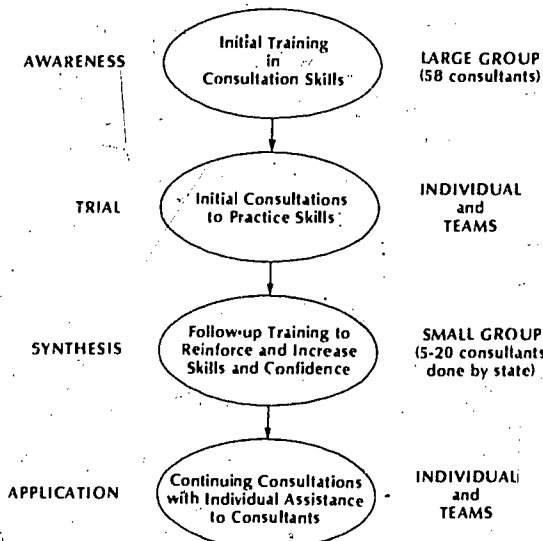 AWARENESS
Initial Training
in
Consultation Skills
LARGE GROUP
(58 consultants)
TRIAL
Initial Consultations
to Practice Skills
INDIVIDUAL
and
TEAMS
SYNTHESIS
Follow-up Training to
Reinforce and Increase
Skills and Confidence
SMALL GROUP
(5-20 consultants
done by state)
APPLICATION
Continuing Consultations
with Individual Assistance
to Consultants
INDIVIDUAL
and
TEAMS